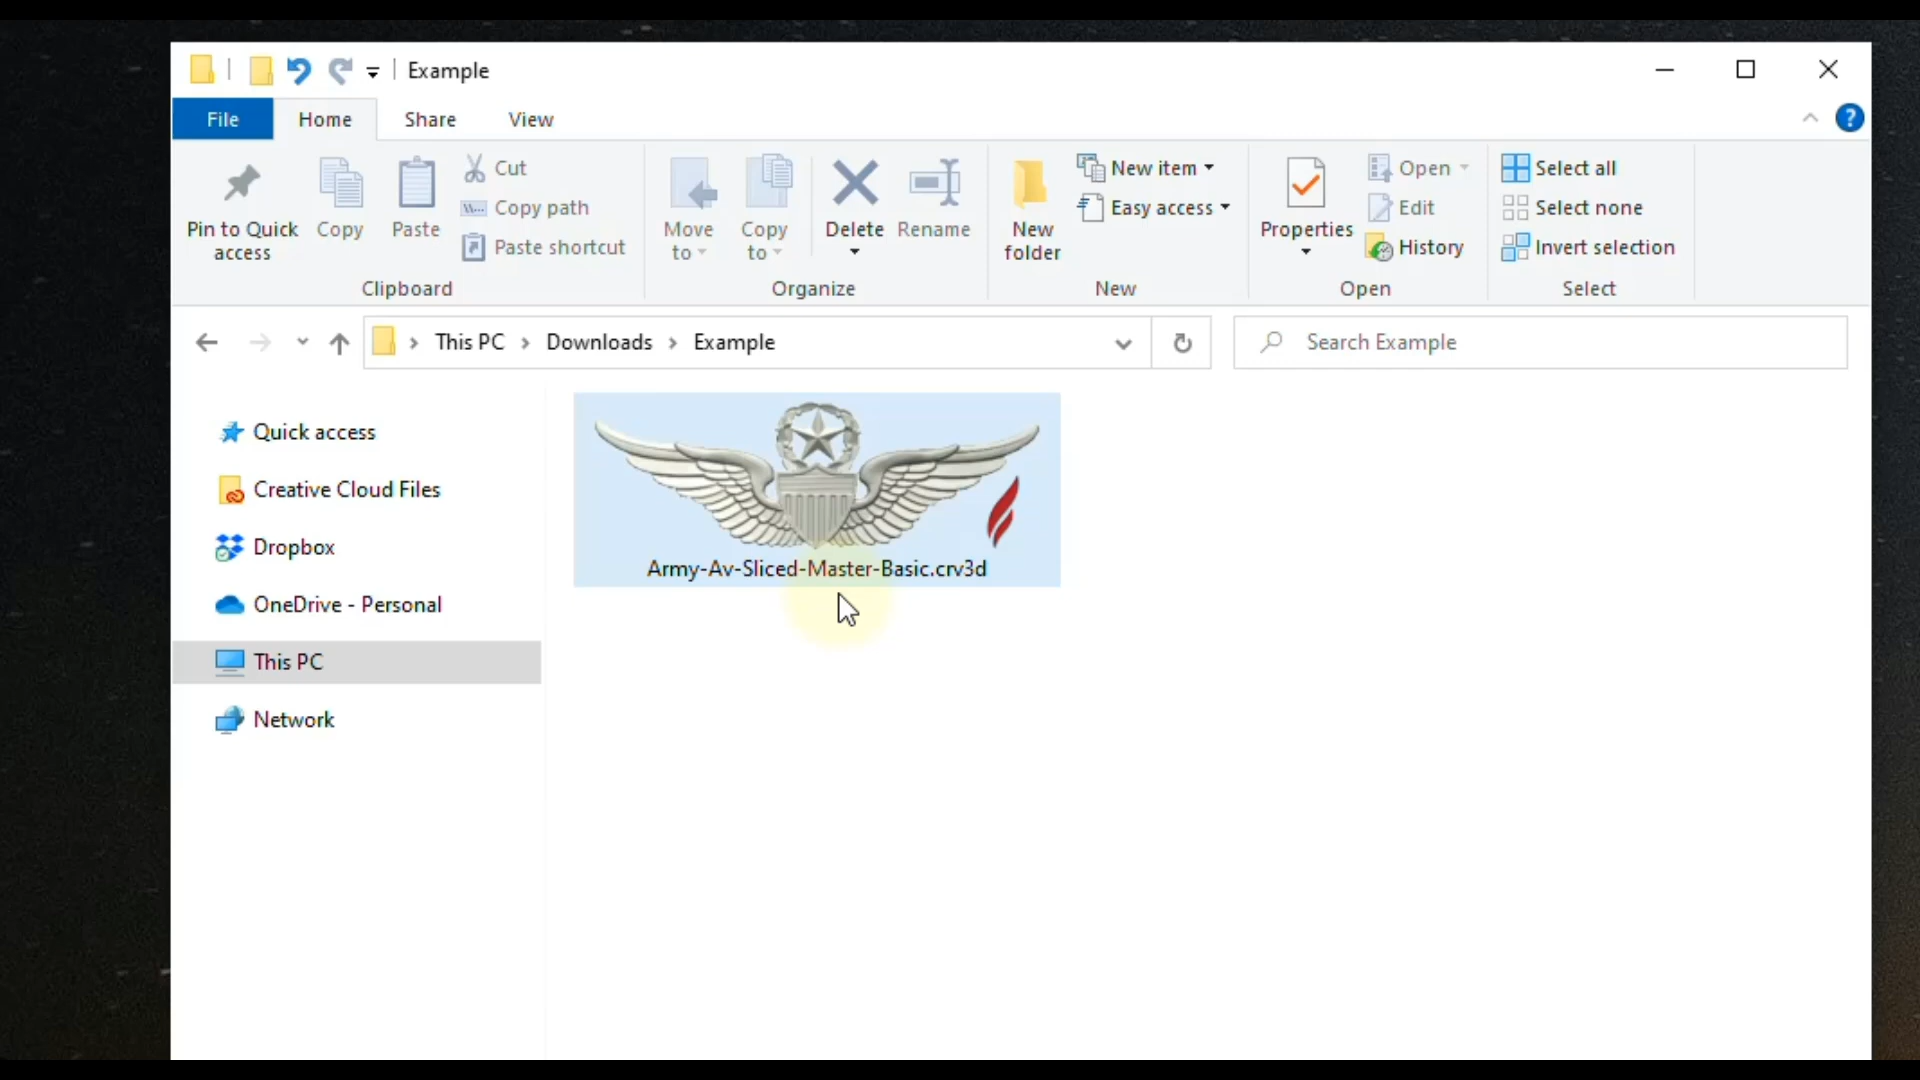 Example
File Home Share View
?
Pin to Quick access
Copy
Paste
Cut
Copy path
Paste shortcut
Clipboard
Move to
Copy to
Delete
Rename
Organize
New folder
New item
Easy access
New
Properties
Open
Edit
History
Open
Select all
Select none
Invert selection
Select
This PC > Downloads > Example
Search Example
Quick access
Creative Cloud Files
Dropbox
OneDrive - Personal
This PC
Network
Army-Av-Sliced-Master-Basic.crv3d